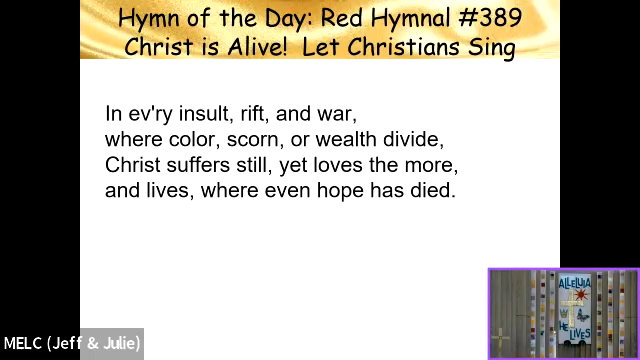 Hymn of the Day: Red Hymnal #389
Christ is Alive!  Let Christians Sing
In ev'ry insult, rift, and war,
where color, scorn, or wealth divide,
Christ suffers still, yet loves the more,
and lives, where even hope has died.
ALLELUIA
HE
LIVES
MELC (Jeff & Julie)